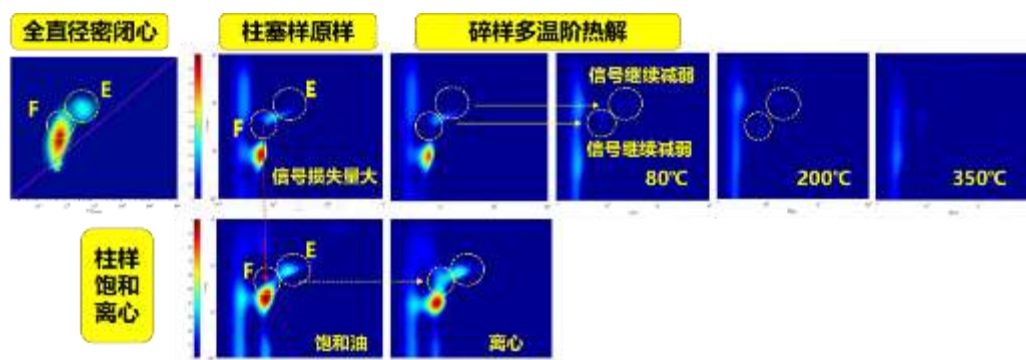 全直径密闭心
柱塞样原样
碎样多温阶热解
E
F
E
F
信号损失量大
信号继续减弱
信号继续减弱
80℃
200℃
350℃
柱样
饱和
离心
E
F
饱和油
离心